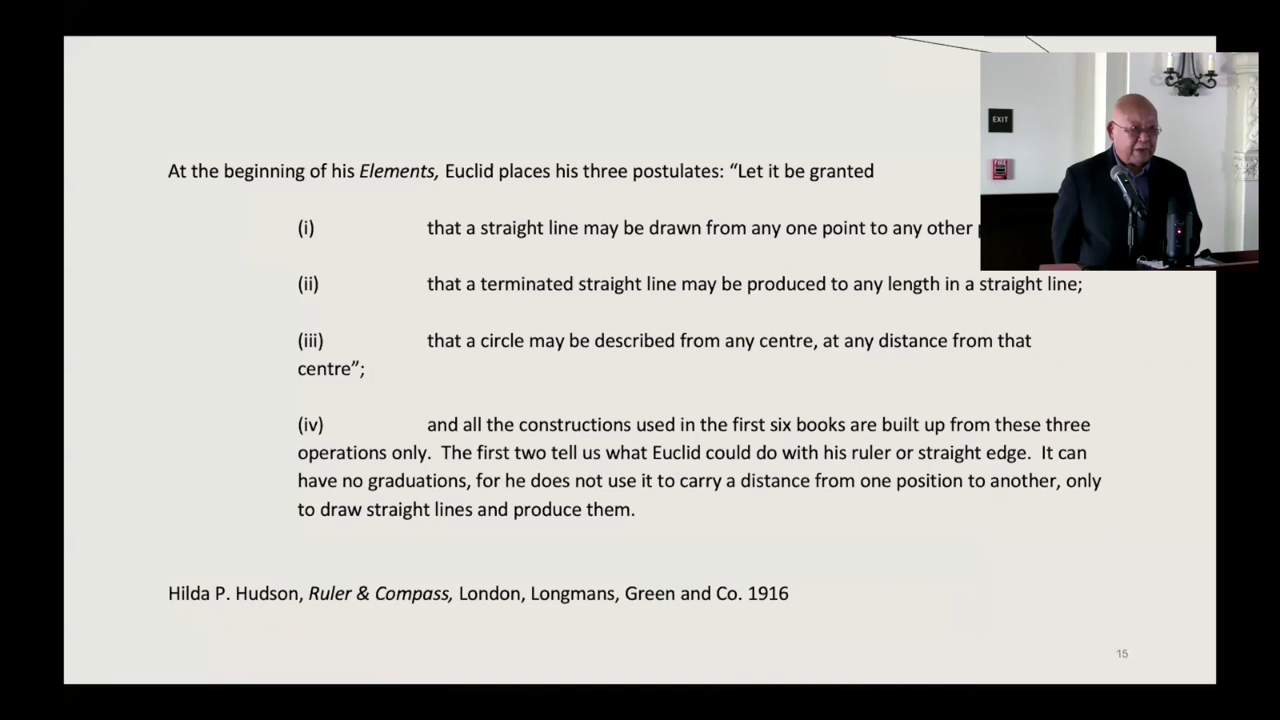 At the beginning of his Elements, Euclid places his three postulates: “Let it be granted
(i) that a straight line may be drawn from any one point to any other
(ii) that a terminated straight line may be produced to any length in a straight line;
(iii) that a circle may be described from any centre, at any distance from that
centre”;
(iv) and all the constructions used in the first six books are built up from these three
operations only. The first two tell us what Euclid could do with his ruler or straight edge. It can
have no graduations, for he does not use it to carry a distance from one position to another, only
to draw straight lines and produce them.
Hilda P. Hudson, Ruler & Compass, London, Longmans, Green and Co. 1916
15
EXIT
FIRE